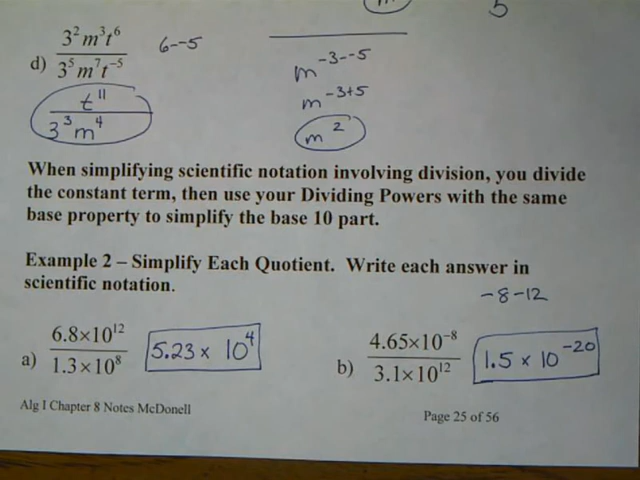 5
d) 3²m³t⁶ / 3⁵m⁷t⁻⁵
6--5
t¹¹ / 3³m⁴
m⁻³⁻⁻⁵
m⁻³⁺⁵
m²
When simplifying scientific notation involving division, you divide
the constant term, then use your Dividing Powers with the same
base property to simplify the base 10 part.
Example 2 – Simplify Each Quotient. Write each answer in
scientific notation.
-8-12
a) 6.8×10¹² / 1.3×10⁸
5.23 x 10⁴
b) 4.65×10⁻⁸ / 3.1×10¹²
1.5 x 10⁻²⁰
Alg I Chapter 8 Notes McDonell
Page 25 of 56